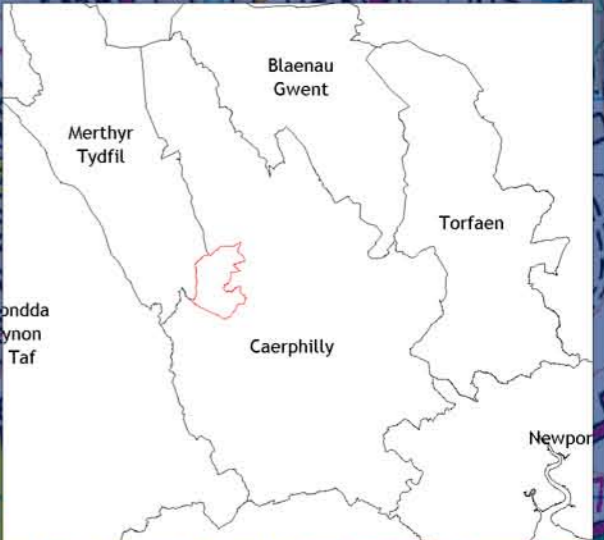 Blaenau
Gwent
Merthyr
Tydfil
Torfaen
ondda
ynon
Taf
Caerphilly
Newpor